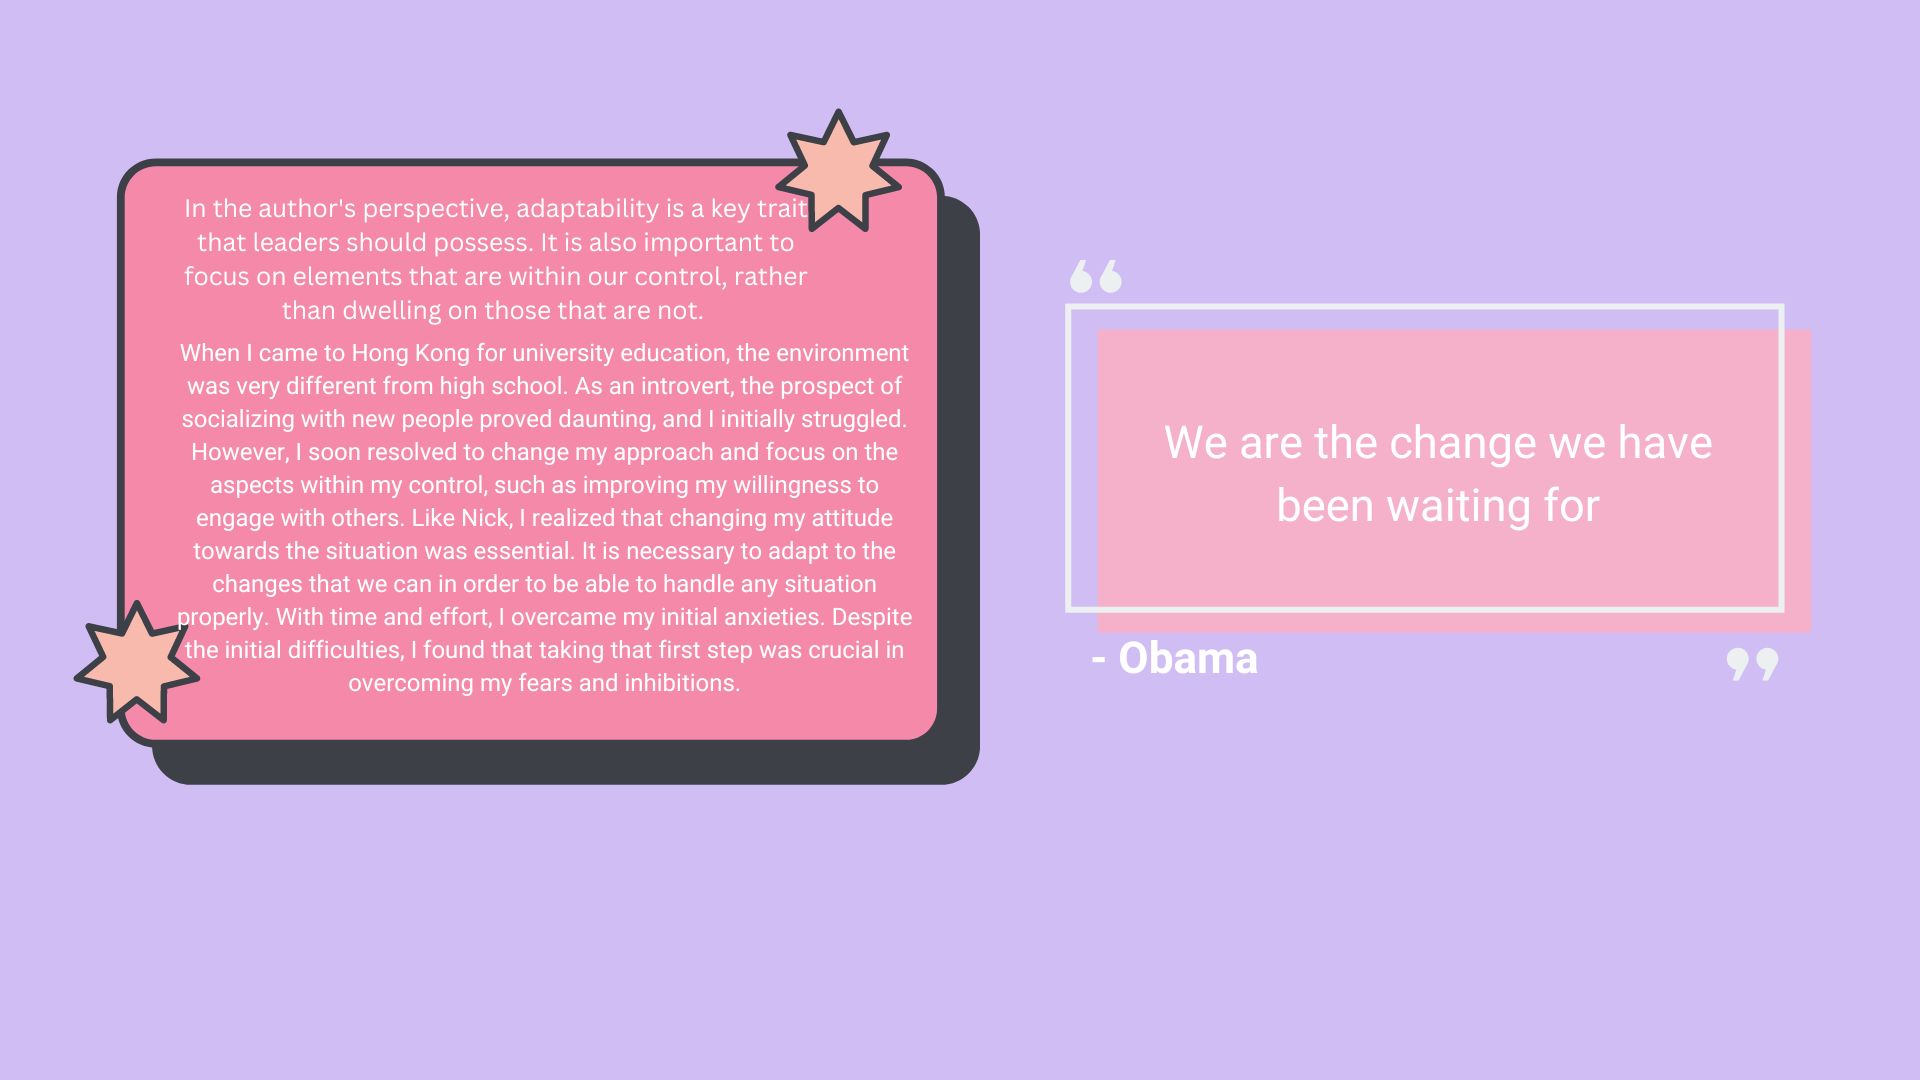 In the author's perspective, adaptability is a key trait
that leaders should possess. It is also important to
focus on elements that are within our control, rather
than dwelling on those that are not.
When I came to Hong Kong for university education, the environment
was very different from high school. As an introvert, the prospect of
socializing with new people proved daunting, and I initially struggled.
However, I soon resolved to change my approach and focus on the
aspects within my control, such as improving my willingness to
engage with others. Like Nick, I realized that changing my attitude
towards the situation was essential. It is necessary to adapt to the
changes that we can in order to be able to handle any situation
properly. With time and effort, I overcame my initial anxieties. Despite
the initial difficulties, I found that taking that first step was crucial in
overcoming my fears and inhibitions.
“
We are the change we have
been waiting for
- Obama
”